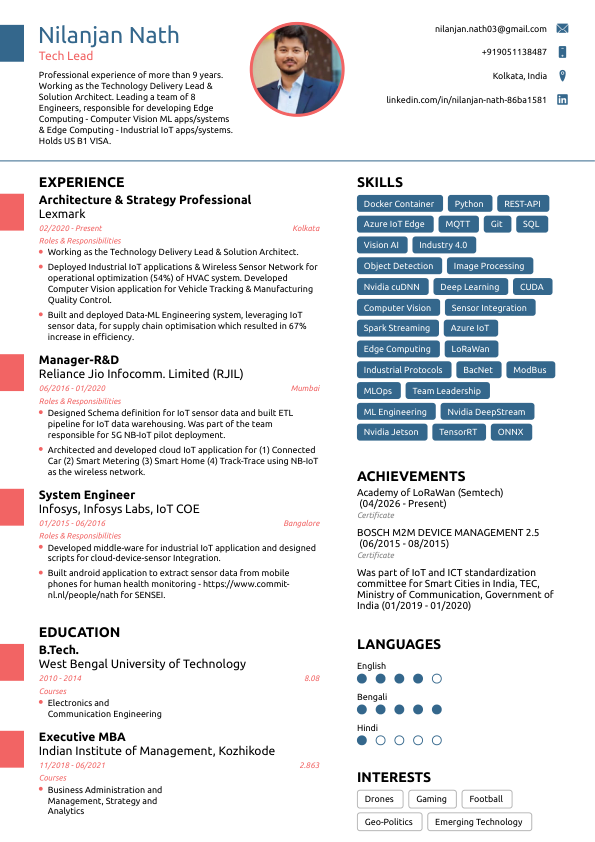 Nilanjan Nath
Tech Lead
Professional experience of more than 9 years.
Working as the Technology Delivery Lead &
Solution Architect. Leading a team of 8
Engineers, responsible for developing Edge
Computing - Computer Vision ML apps/systems
& Edge Computing - Industrial IoT apps/systems.
Holds US B1 VISA.
nilanjan.nath03@gmail.com
+919051138487
Kolkata, India
linkedin.com/in/nilanjan-nath-86ba1581
EXPERIENCE
Architecture & Strategy Professional
Lexmark
02/2020 - Present Kolkata
Roles & Responsibilities
Working as the Technology Delivery Lead & Solution Architect.
Deployed Industrial IoT applications & Wireless Sensor Network for
operational optimization (54%) of HVAC system. Developed
Computer Vision application for Vehicle Tracking & Manufacturing
Quality Control.
Built and deployed Data-ML Engineering system, leveraging IoT
sensor data, for supply chain optimisation which resulted in 67%
increase in efficiency.
Manager-R&D
Reliance Jio Infocomm. Limited (RJIL)
06/2016 - 01/2020 Mumbai
Roles & Responsibilities
Designed Schema definition for IoT sensor data and built ETL
pipeline for IoT data warehousing. Was part of the team
responsible for 5G NB-IoT pilot deployment.
Architected and developed cloud IoT application for (1) Connected
Car (2) Smart Metering (3) Smart Home (4) Track-Trace using NB-IoT
as the wireless network.
System Engineer
Infosys, Infosys Labs, IoT COE
01/2015 - 06/2016 Bangalore
Roles & Responsibilities
Developed middle-ware for industrial IoT application and designed
scripts for cloud-device-sensor Integration.
Built android application to extract sensor data from mobile
phones for human health monitoring - https://www.commit-
nl.nl/people/nath for SENSEI.
EDUCATION
B.Tech.
West Bengal University of Technology
2010 - 2014 8.08
Courses
Electronics and
Communication Engineering
Executive MBA
Indian Institute of Management, Kozhikode
11/2018 - 06/2021 2.863
Courses
Business Administration and
Management, Strategy and
Analytics
SKILLS
Docker Container Python REST-API
Azure IoT Edge MQTT Git SQL
Vision AI Industry 4.0
Object Detection Image Processing
Nvidia cuDNN Deep Learning CUDA
Computer Vision Sensor Integration
Spark Streaming Azure IoT
Edge Computing LoRaWan
Industrial Protocols BacNet ModBus
MLOps Team Leadership
ML Engineering Nvidia DeepStream
Nvidia Jetson TensorRT ONNX
ACHIEVEMENTS
Academy of LoRaWan (Semtech)
(04/2026 - Present)
Certificate
BOSCH M2M DEVICE MANAGEMENT 2.5
(06/2015 - 08/2015)
Certificate
Was part of IoT and ICT standardization
committee for Smart Cities in India, TEC,
Ministry of Communication, Government of
India (01/2019 - 01/2020)
LANGUAGES
English
Bengali
Hindi
INTERESTS
Drones Gaming Football
Geo-Politics Emerging Technology